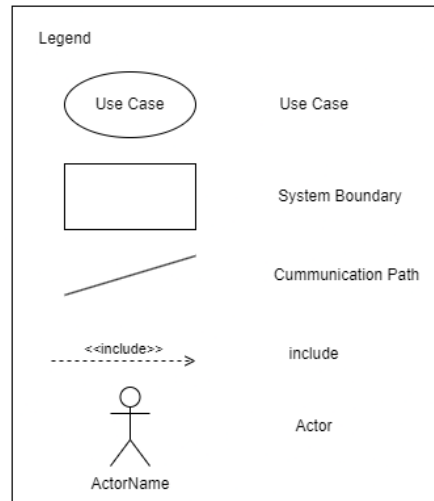 Legend
Use Case Use Case
System Boundary
Cummunication Path
<<include>> include
Actor
ActorName